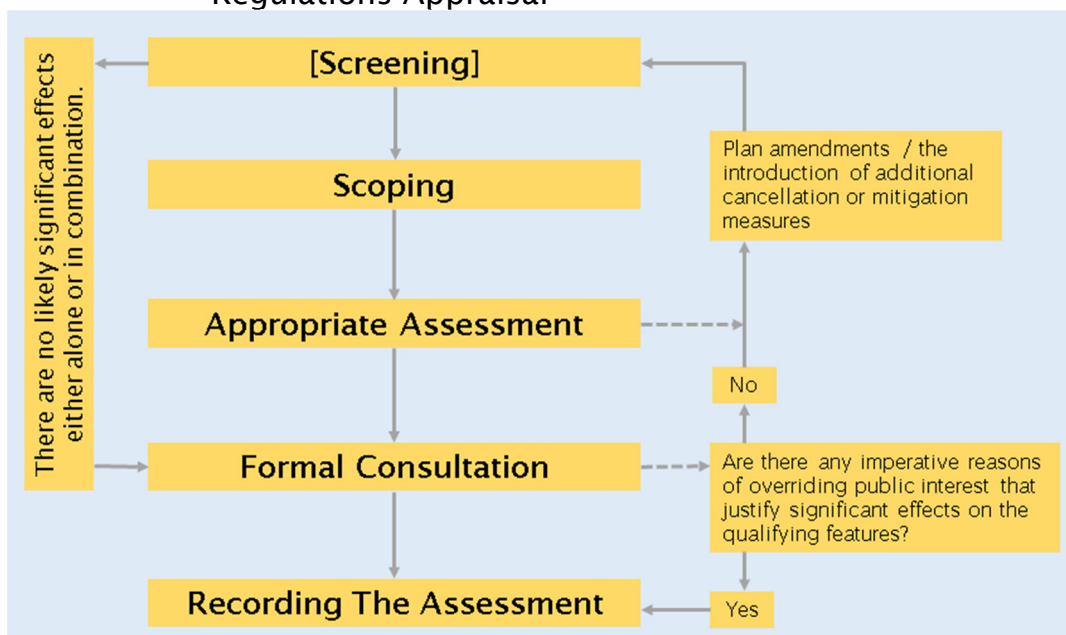 Regulations Appraisal
[Screening]
There are no likely significant effects
either alone or in combination.
Scoping
Plan amendments / the
introduction of additional
cancellation or mitigation
measures
Appropriate Assessment
No
Formal Consultation
Are there any imperative reasons
of overriding public interest that
justify significant effects on the
qualifying features?
Recording The Assessment
Yes